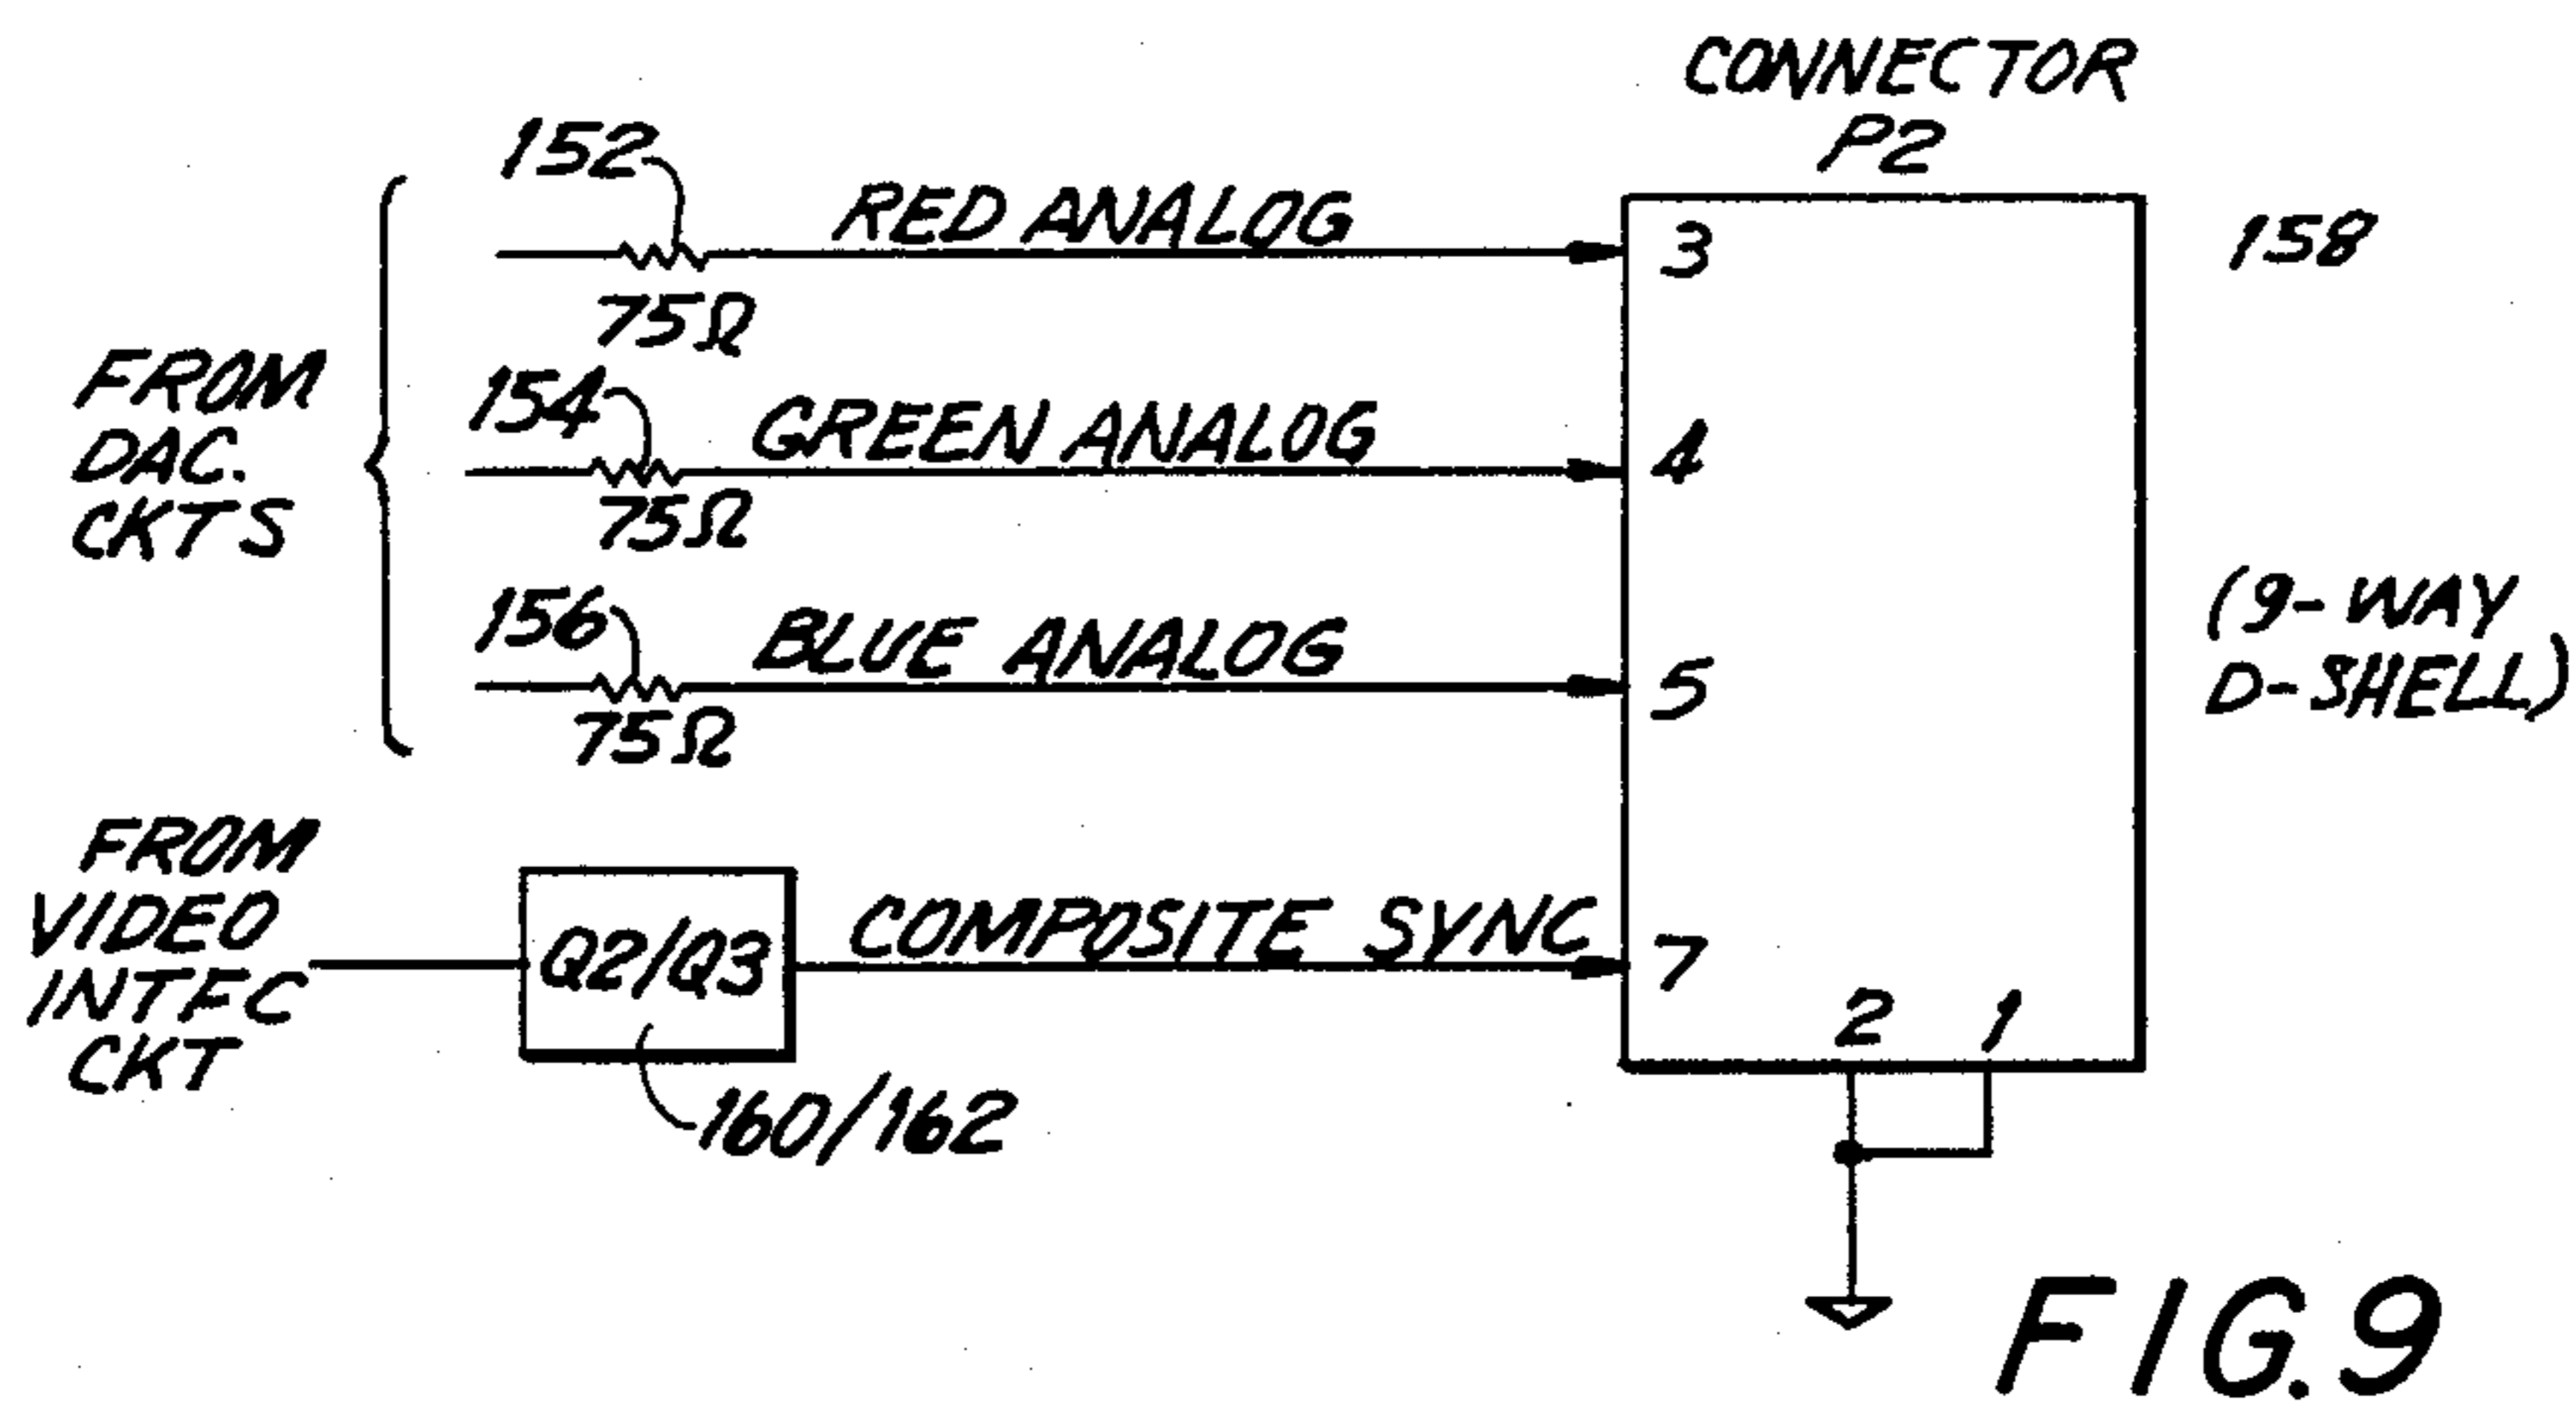 CONNECTOR
P2
152
RED ANALOG
3
158
75Ω
FROM
DAC.
CKTS
154
GREEN ANALOG
4
75Ω
156
BLUE ANALOG
5
75Ω
(9-WAY
D-SHELL)
FROM
VIDEO
INTFC
CKT
Q2/Q3
COMPOSITE SYNC
7
2
1
160/162
FIG.9